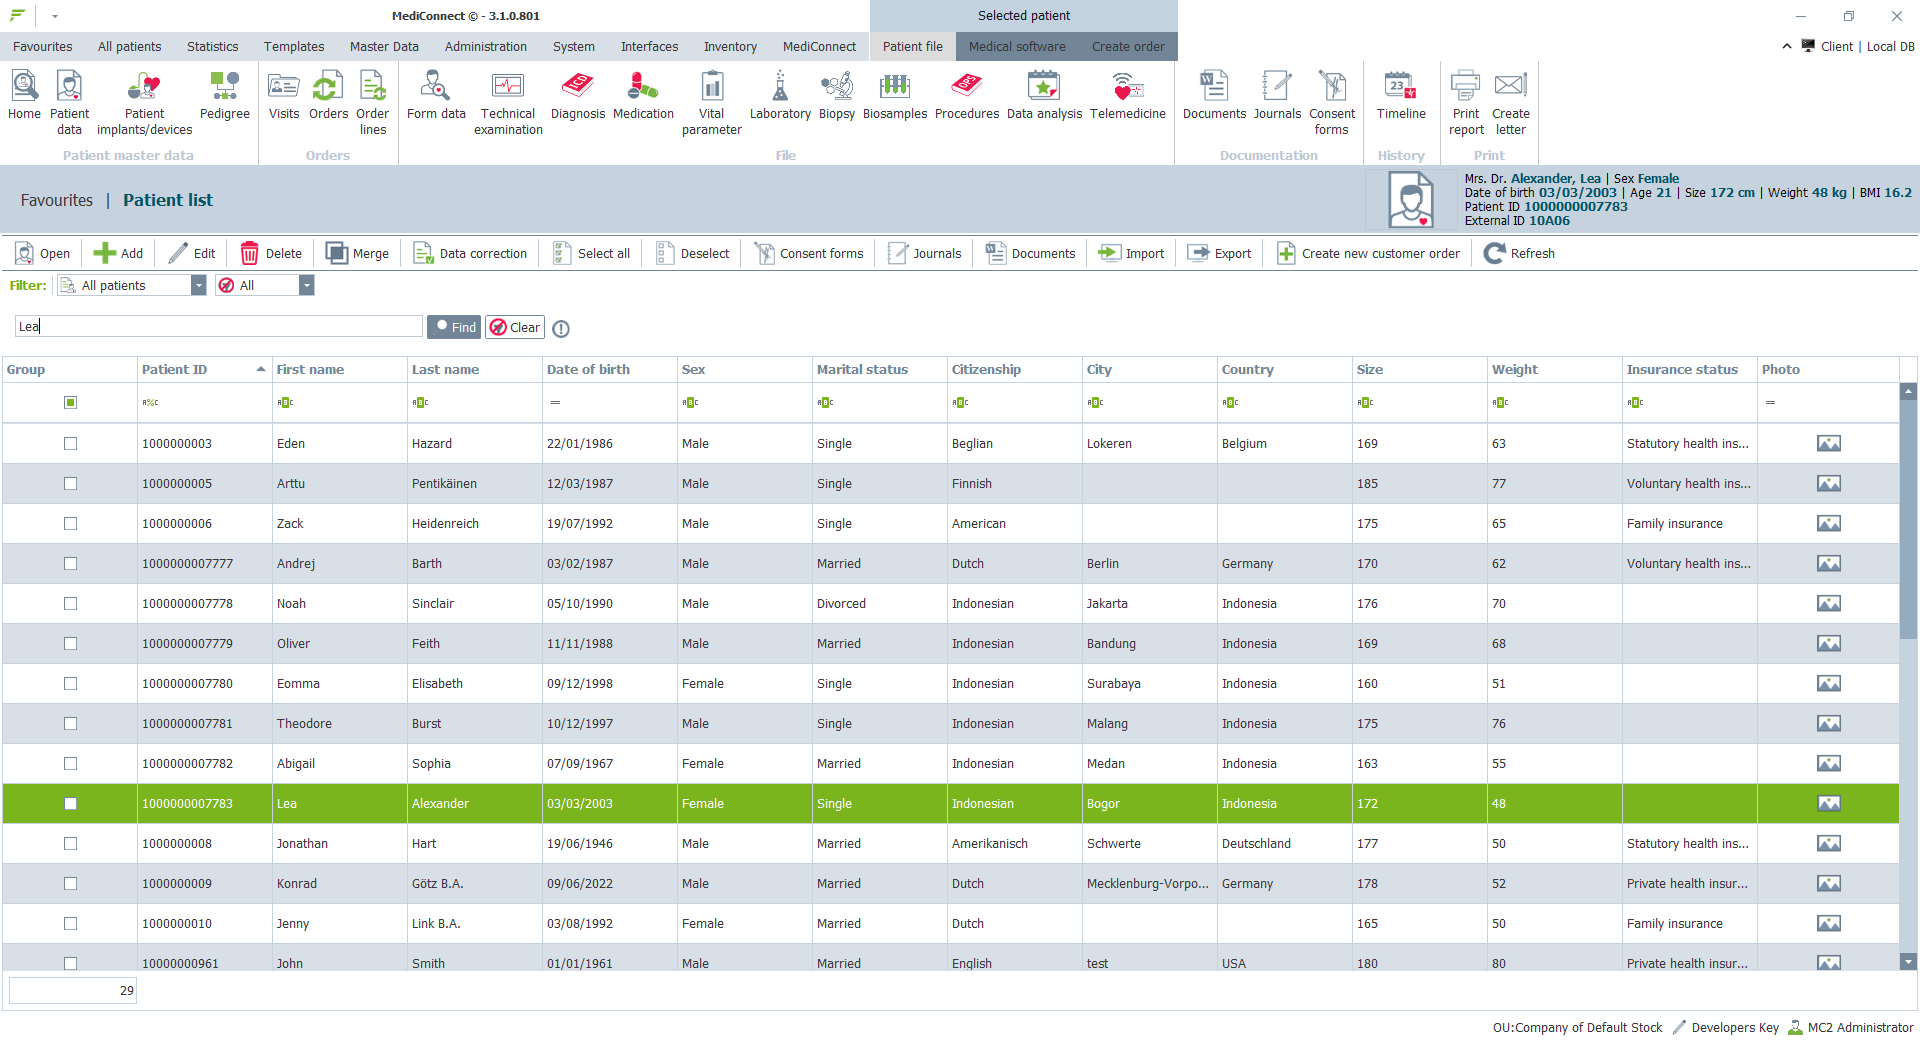 MediConnect © - 3.1.0.801
Selected patient
Favourites All patients Statistics Templates Master Data Administration System Interfaces Inventory MediConnect Patient file Medical software Create order Client | Local DB
Home Patient data Patient implants/devices Pedigree Visits Orders Order lines Form data Technical examination Diagnosis Medication Vital parameter Laboratory Biopsy Biosamples Procedures Data analysis Telemedicine Documents Journals Consent forms Timeline Print report Create letter
Patient master data Orders File Documentation History Print
Favourites | Patient list
Mrs. Dr. Alexander, Lea | Sex Female
Date of birth 03/03/2003 | Age 21 | Size 172 cm | Weight 48 kg | BMI 16.2
Patient ID 1000000007783
External ID 10A06
Open Add Edit Delete Merge Data correction Select all Deselect Consent forms Journals Documents Import Export Create new customer order Refresh
Filter: All patients All
Lea Find Clear
Group Patient ID First name Last name Date of birth Sex Marital status Citizenship City Country Size Weight Insurance status Photo
1000000003 Eden Hazard 22/01/1986 Male Single Beglian Lokeren Belgium 169 63 Statutory health ins...
1000000005 Arttu Pentikäinen 12/03/1987 Male Single Finnish 185 77 Voluntary health ins...
1000000006 Zack Heidenreich 19/07/1992 Male Single American 175 65 Family insurance
1000000007777 Andrej Barth 03/02/1987 Male Married Dutch Berlin Germany 170 62 Voluntary health ins...
1000000007778 Noah Sinclair 05/10/1990 Male Divorced Indonesian Jakarta Indonesia 176 70
1000000007779 Oliver Feith 11/11/1988 Male Married Indonesian Bandung Indonesia 169 68
1000000007780 Eomma Elisabeth 09/12/1998 Female Single Indonesian Surabaya Indonesia 160 51
1000000007781 Theodore Burst 10/12/1997 Male Single Indonesian Malang Indonesia 175 76
1000000007782 Abigail Sophia 07/09/1967 Female Married Indonesian Medan Indonesia 163 55
1000000007783 Lea Alexander 03/03/2003 Female Single Indonesian Bogor Indonesia 172 48
1000000008 Jonathan Hart 19/06/1946 Male Married Amerikanisch Schwerte Deutschland 177 50 Statutory health ins...
1000000009 Konrad Götz B.A. 09/06/2022 Male Married Dutch Mecklenburg-Vorpo... Germany 178 52 Private health insur...
1000000010 Jenny Link B.A. 03/08/1992 Female Married Dutch 165 50 Family insurance
10000000961 John Smith 01/01/1961 Male Married English test USA 180 80 Private health insur...
29
OU:Company of Default Stock Developers Key MC2 Administrator